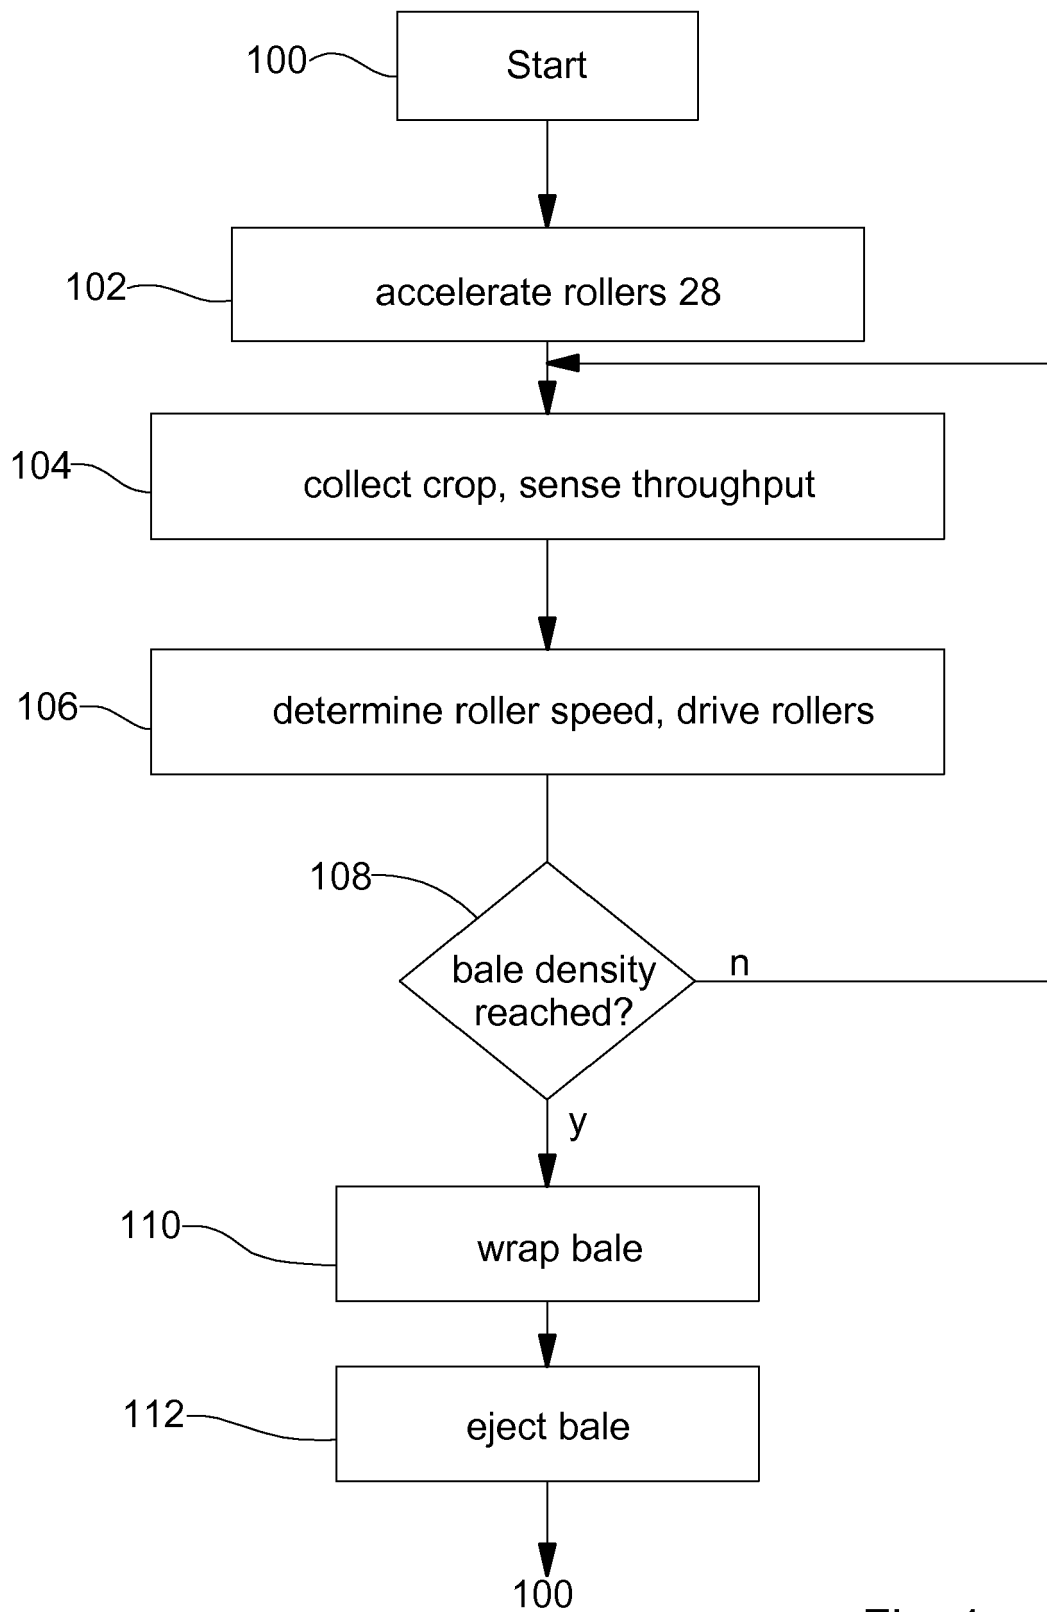 100
Start
102
accelerate rollers 28
104
collect crop, sense throughput
106
determine roller speed, drive rollers
108
bale density
reached?
n
y
110
wrap bale
112
eject bale
100